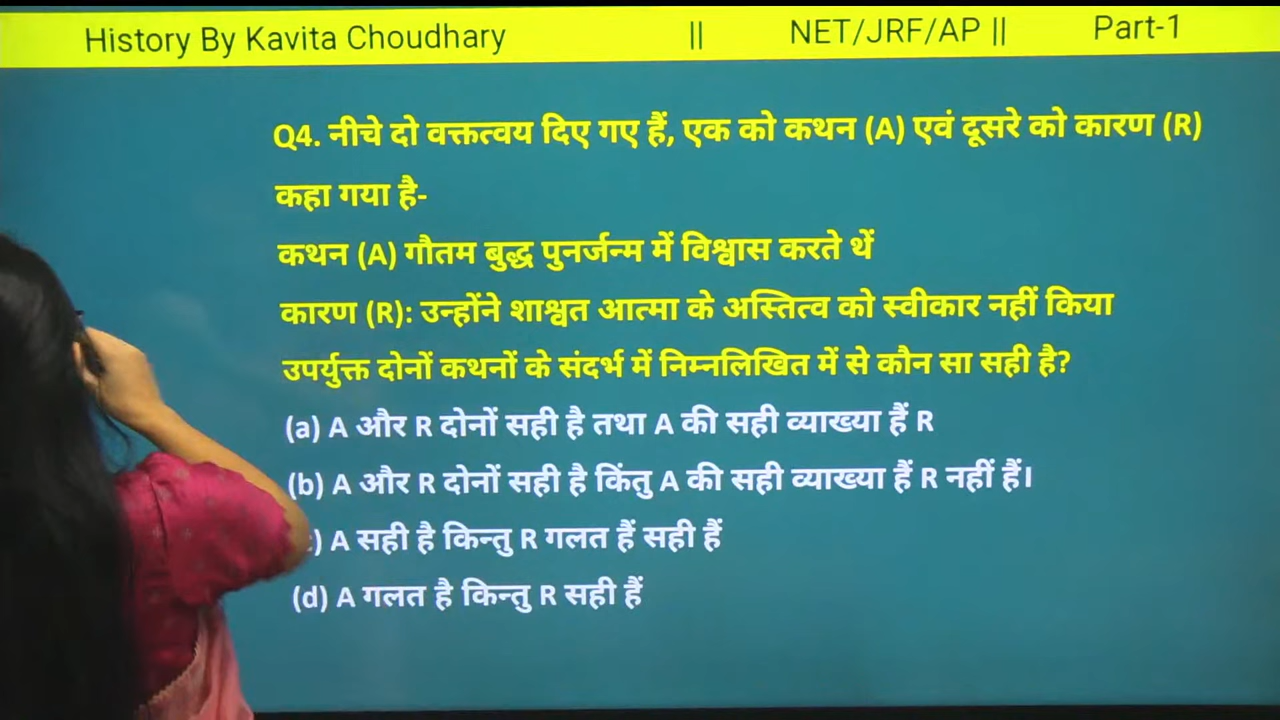 History By Kavita Choudhary || NET/JRF/AP || Part-1
Q4. नीचे दो वक्तत्वय दिए गए हैं, एक को कथन (A) एवं दूसरे को कारण (R)
कहा गया है-
कथन (A) गौतम बुद्ध पुनर्जन्म में विश्वास करते थें
कारण (R): उन्होंने शाश्वत आत्मा के अस्तित्व को स्वीकार नहीं किया
उपर्युक्त दोनों कथनों के संदर्भ में निम्नलिखित में से कौन सा सही है?
(a) A और R दोनों सही है तथा A की सही व्याख्या हैं R
(b) A और R दोनों सही है किंतु A की सही व्याख्या हैं R नहीं हैं।
) A सही है किन्तु R गलत हैं सही हैं
(d) A गलत है किन्तु R सही हैं